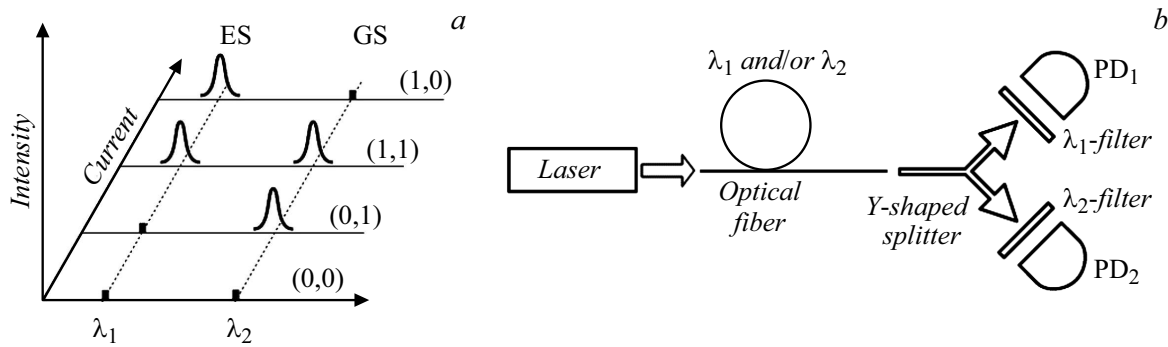 a
ES
GS
(1,0)
(1,1)
(0,1)
(0,0)
Intensity
Current
λ1
λ2
b
λ1 and/or λ2
Laser
Optical
fiber
Y-shaped
splitter
PD1
λ1-filter
λ2-filter
PD2